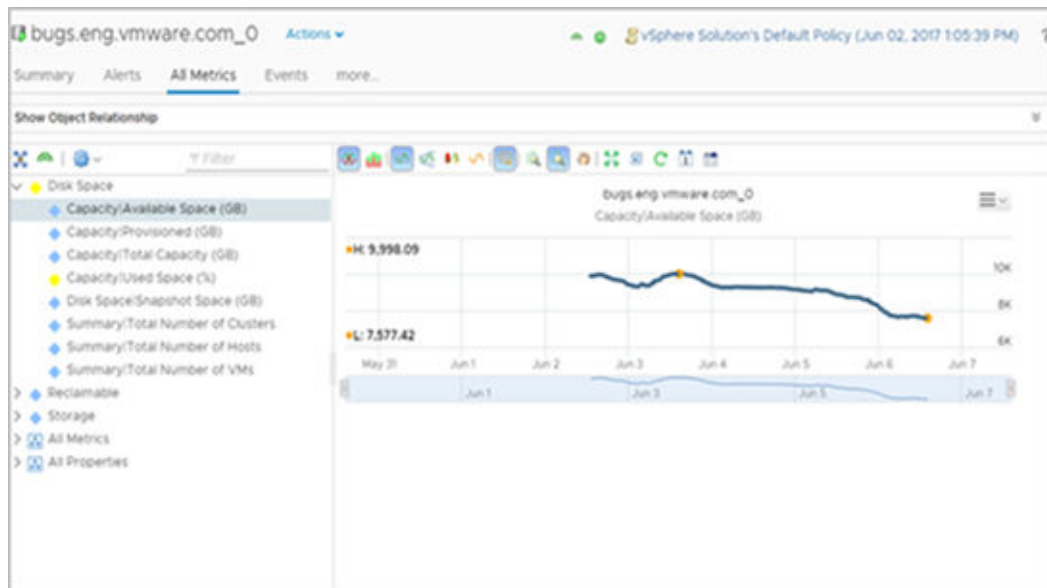 bugs.eng.vmware.com_0 Actions vSphere Solution's Default Policy (Jun 02, 2017 1:05:39 PM) ?
Summary Alerts All Metrics Events more...
Show Object Relationship
Filter
Disk Space
Capacity|Available Space (GB)
Capacity|Provisioned (GB)
Capacity|Total Capacity (GB)
Capacity|Used Space (%)
Disk Space|Snapshot Space (GB)
Summary|Total Number of Clusters
Summary|Total Number of Hosts
Summary|Total Number of VMs
Reclaimable
Storage
All Metrics
All Properties
bugs.eng.vmware.com_0
Capacity|Available Space (GB)
H: 9,998.09
10K
8K
L: 7,577.42
6K
May 31 Jun 1 Jun 2 Jun 3 Jun 4 Jun 5 Jun 6 Jun 7
Jun 1 Jun 3 Jun 5 Jun 7